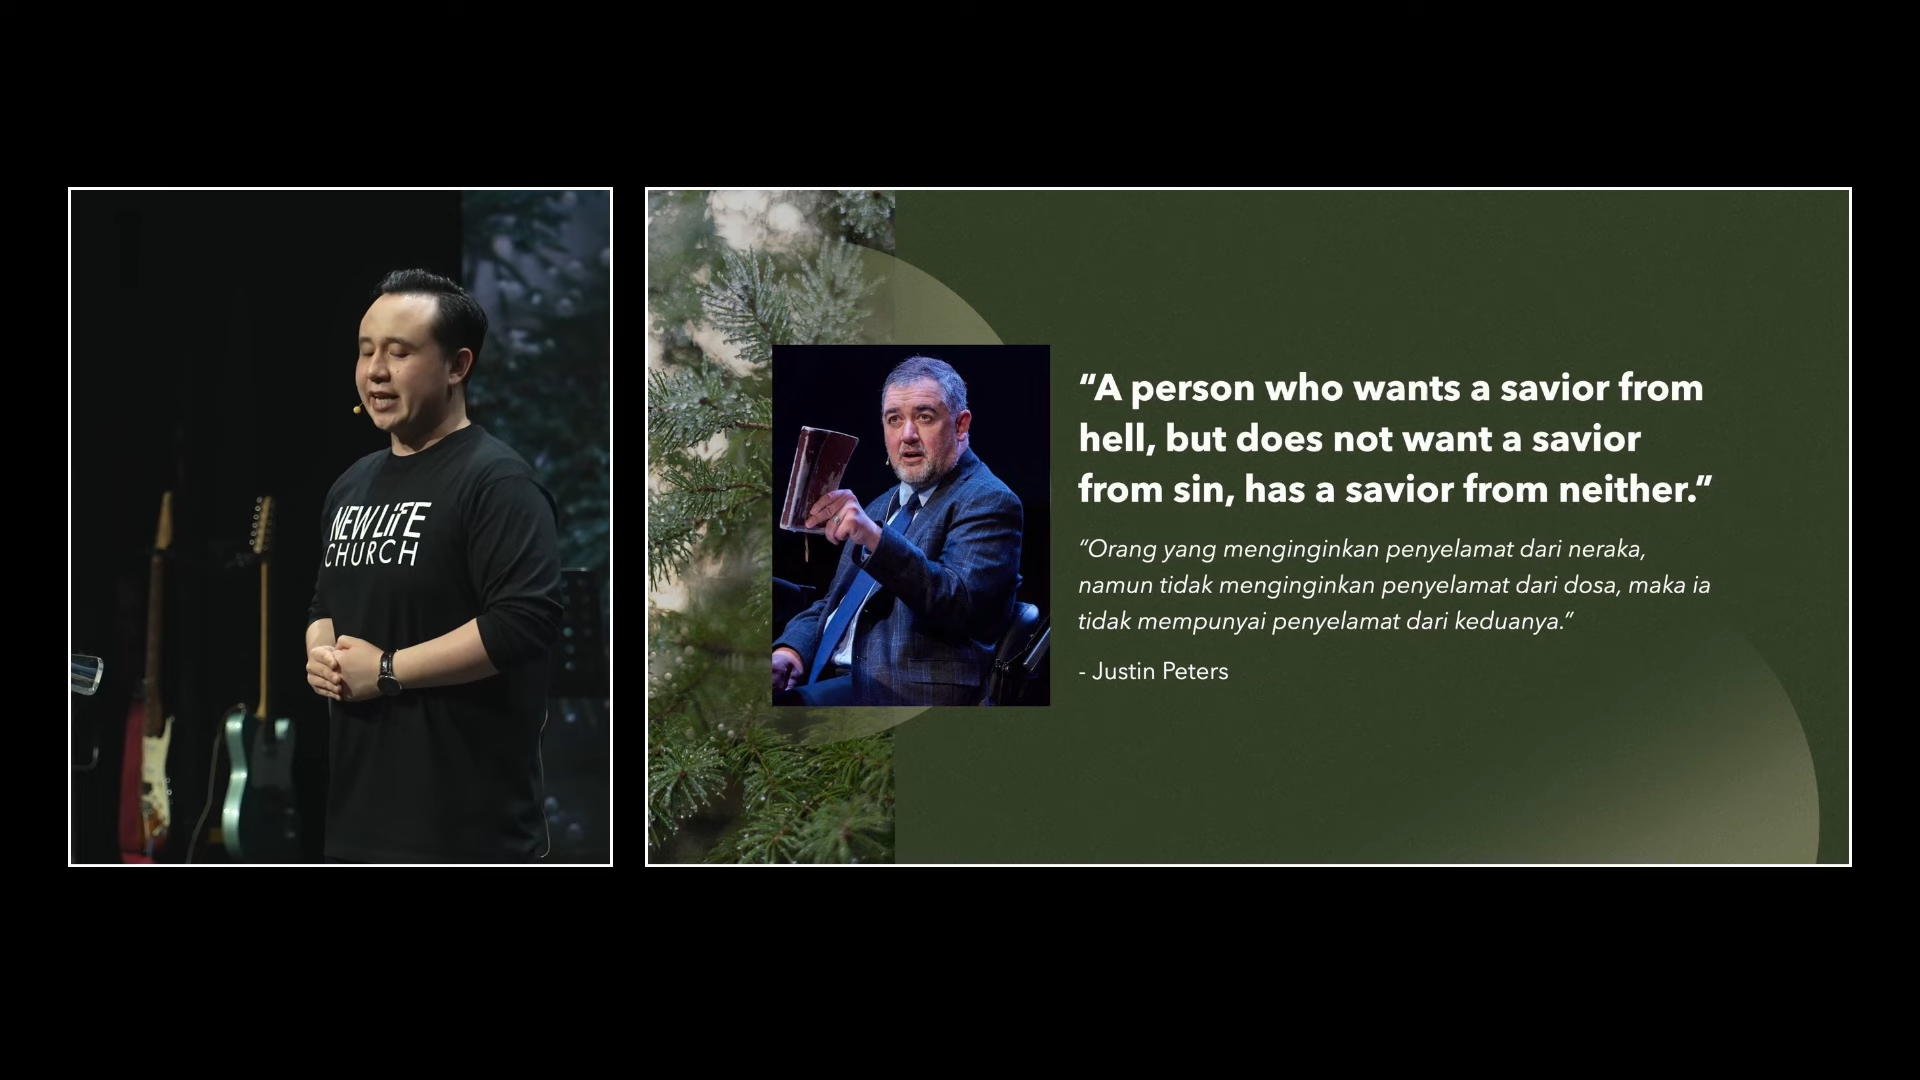 NEW LiFE
CHURCH
“A person who wants a savior from
hell, but does not want a savior
from sin, has a savior from neither.”
“Orang yang menginginkan penyelamat dari neraka,
namun tidak menginginkan penyelamat dari dosa, maka ia
tidak mempunyai penyelamat dari keduanya.”
- Justin Peters